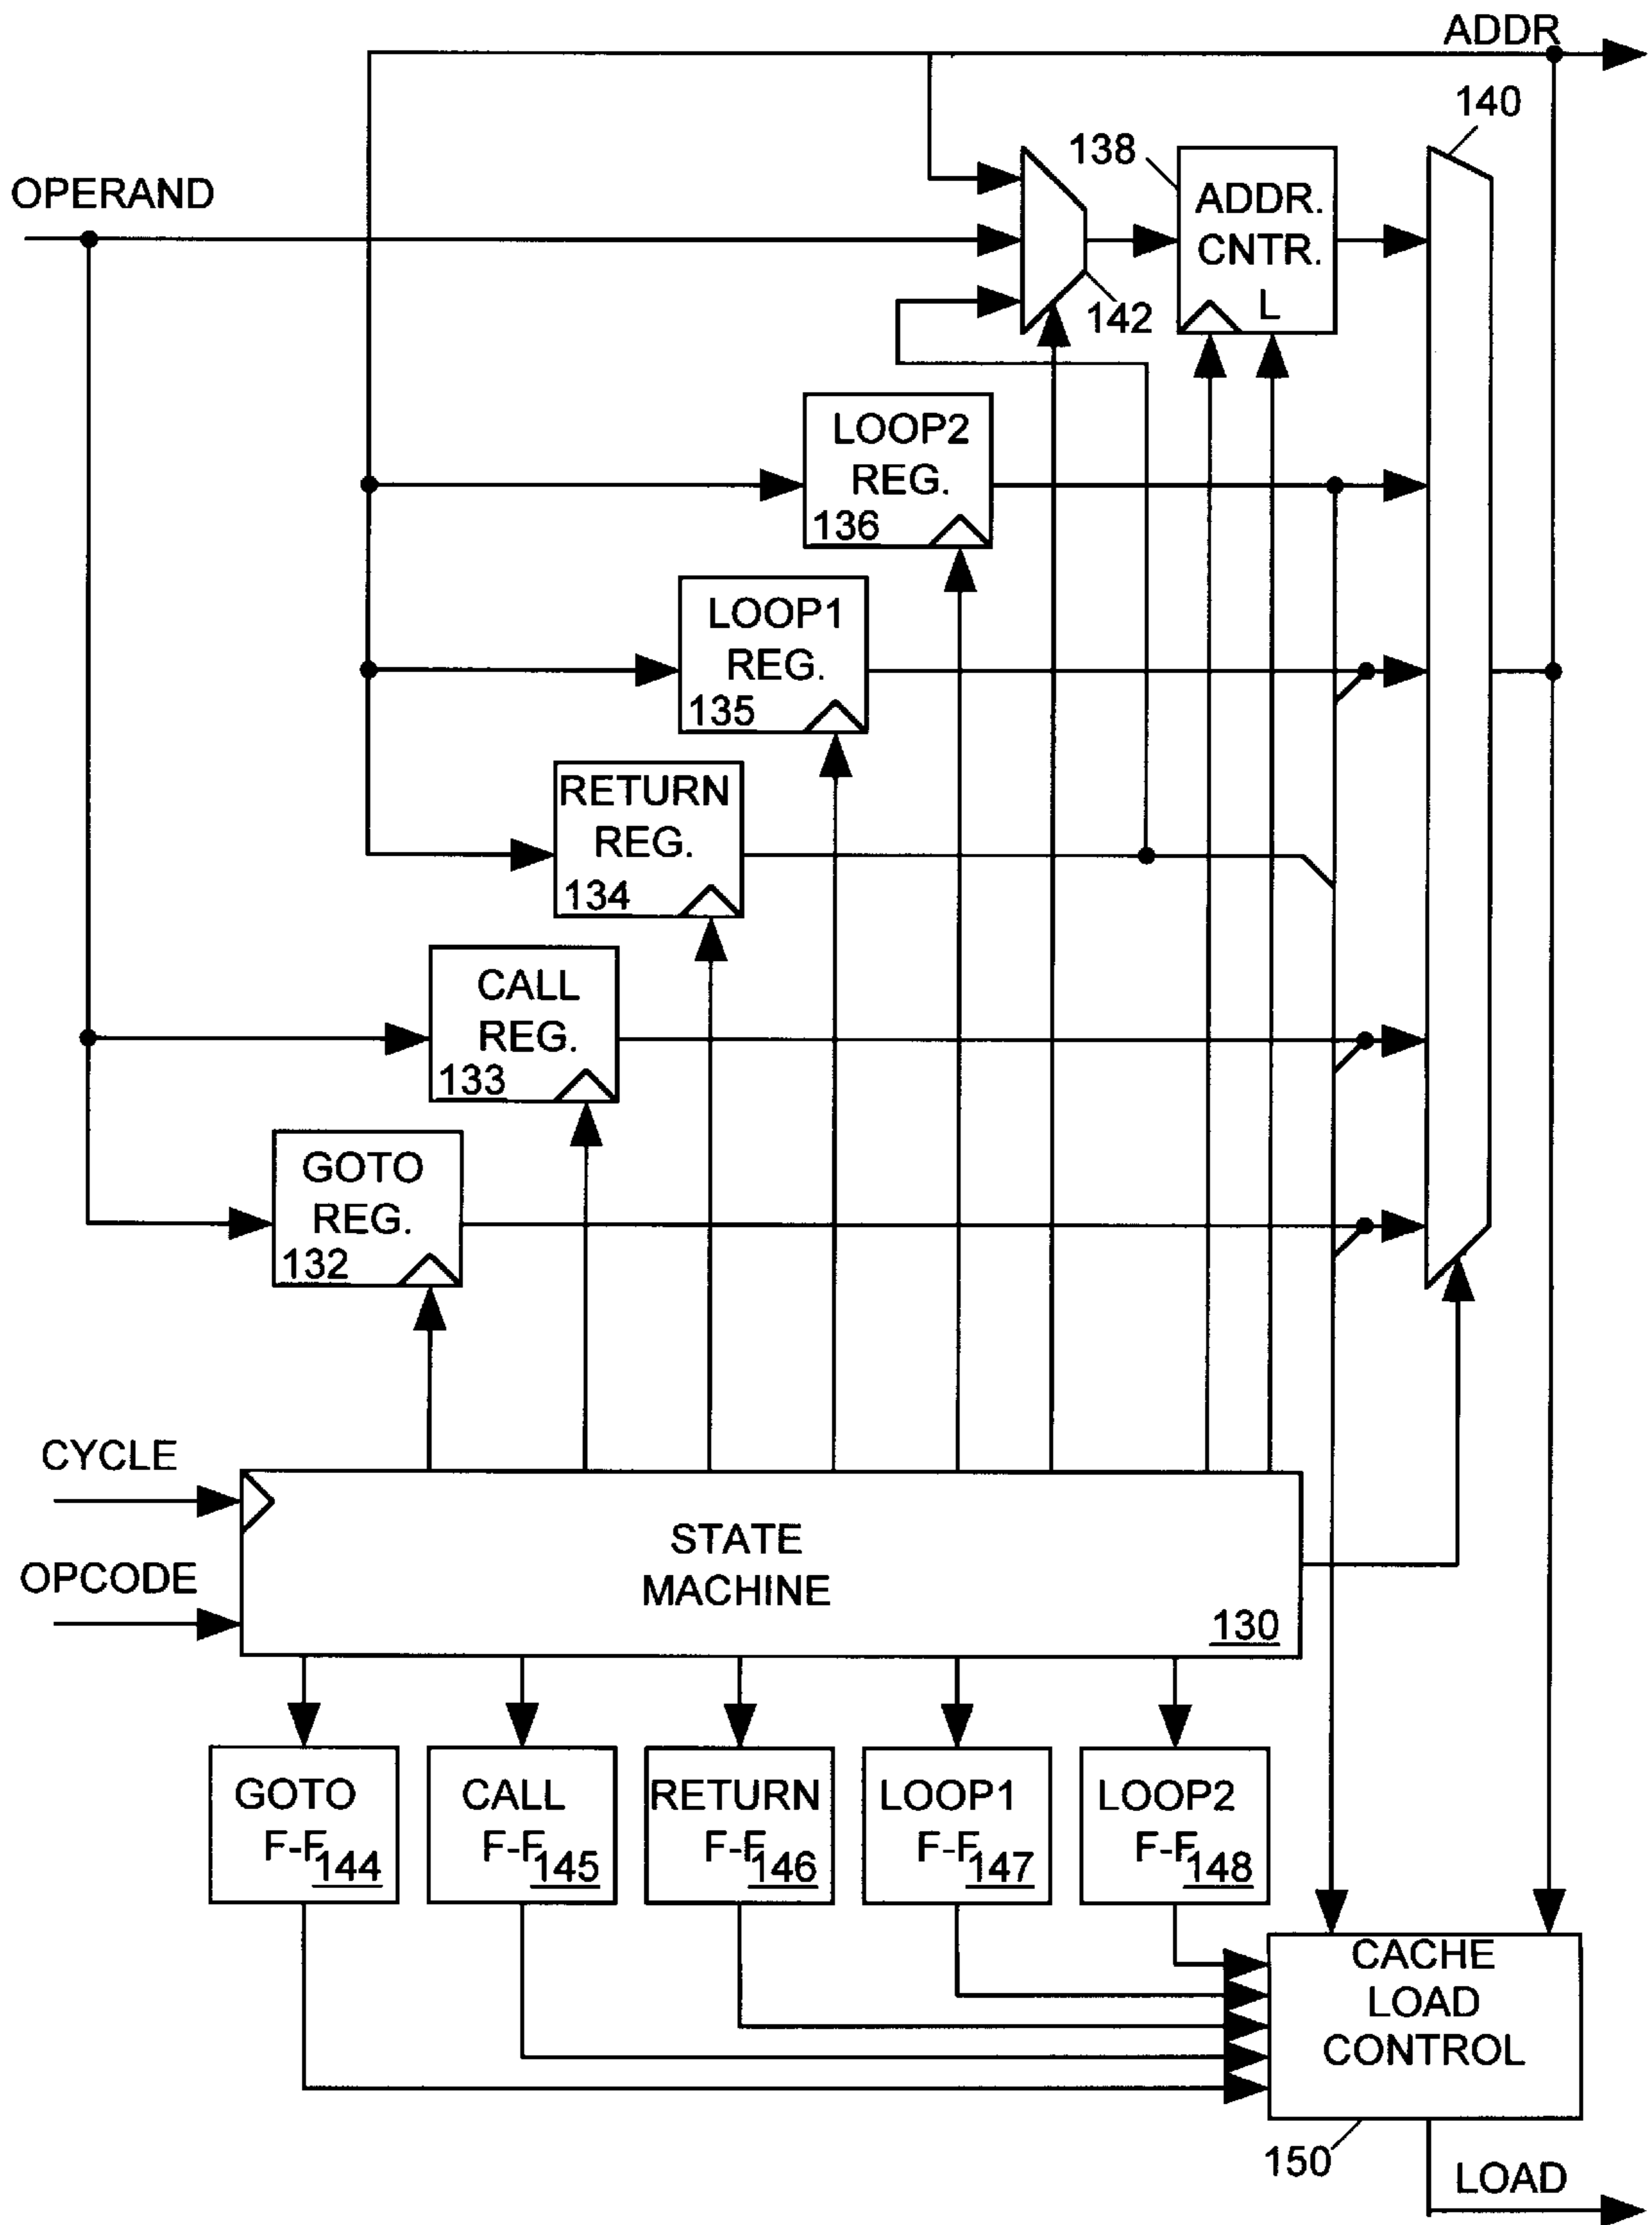 ADDR
140
138
OPERAND
ADDR.
CNTR.
L
142
LOOP2
REG.
136
LOOP1
REG.
135
RETURN
REG.
134
CALL
REG.
133
GOTO
REG.
132
CYCLE
STATE
MACHINE
OPCODE
130
GOTO
F-F
144
CALL
F-F
145
RETURN
F-F
146
LOOP1
F-F
147
LOOP2
F-F
148
CACHE
LOAD
CONTROL
150
LOAD